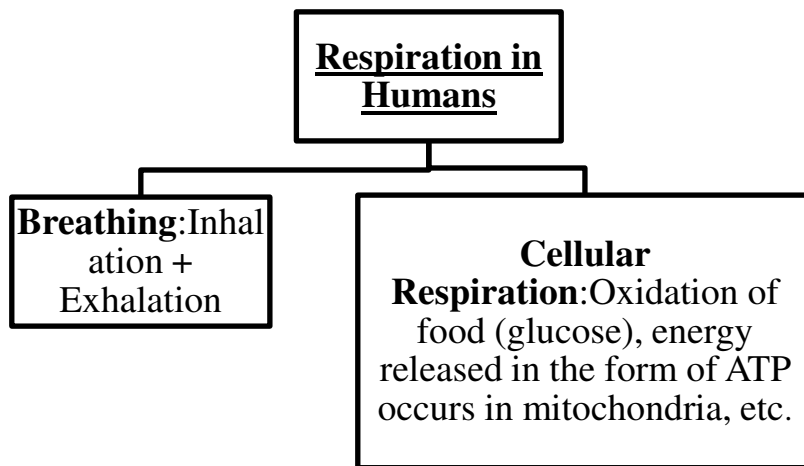 Respiration in
Humans
Breathing:Inhal
ation +
Exhalation
Cellular
Respiration:Oxidation of
food (glucose), energy
released in the form of ATP
occurs in mitochondria, etc.